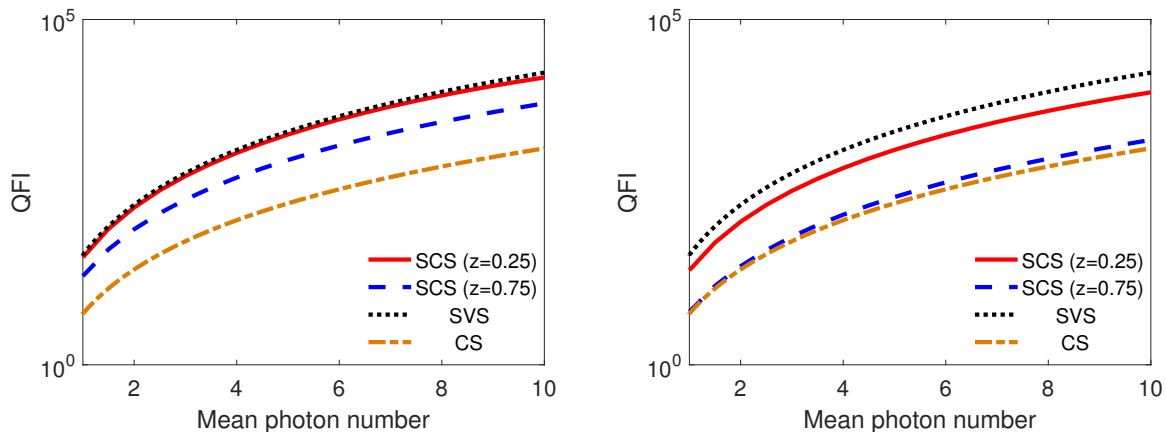 10^5
QFI
10^0
2 4 6 8 10
Mean photon number
SCS (z=0.25)
SCS (z=0.75)
SVS
CS
10^5
QFI
10^0
2 4 6 8 10
Mean photon number
SCS (z=0.25)
SCS (z=0.75)
SVS
CS